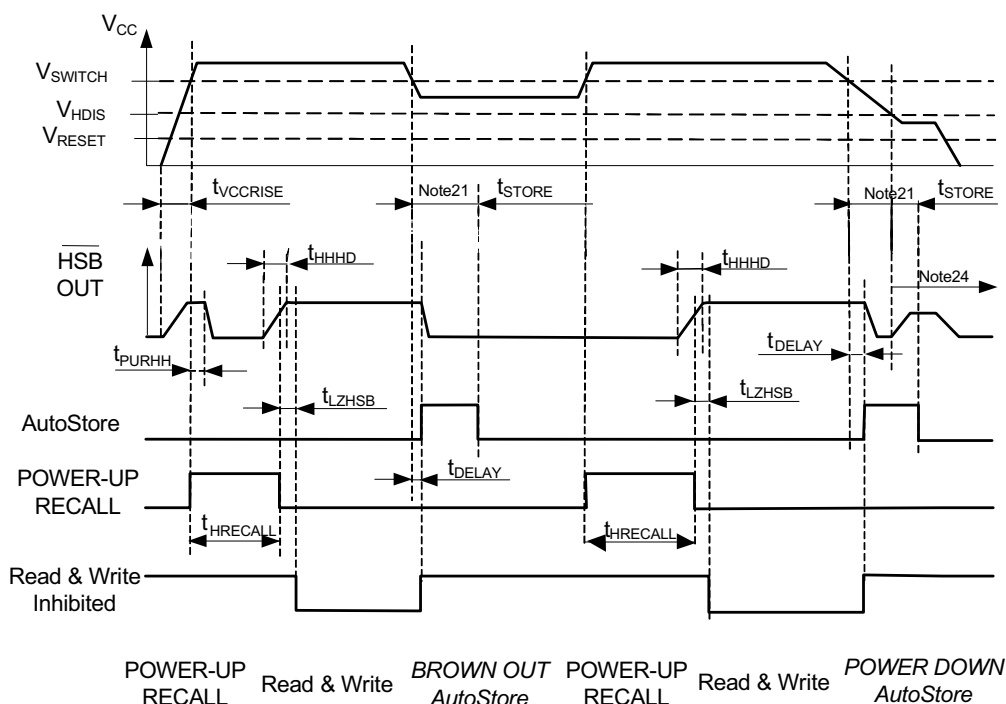 VCC
VSWITCH
VHDIS
VRESET
tVCCRISE
Note21
tSTORE
Note21
tSTORE
HSB
OUT
tHHHD
tHHHD
Note24
tPURHH
tDELAY
tLZHSB
tLZHSB
AutoStore
POWER-UP
RECALL
tDELAY
tHRECALL
tHRECALL
Read & Write
Inhibited
POWER-UP
RECALL
Read & Write
BROWN OUT
AutoStore
POWER-UP
RECALL
Read & Write
POWER DOWN
AutoStore